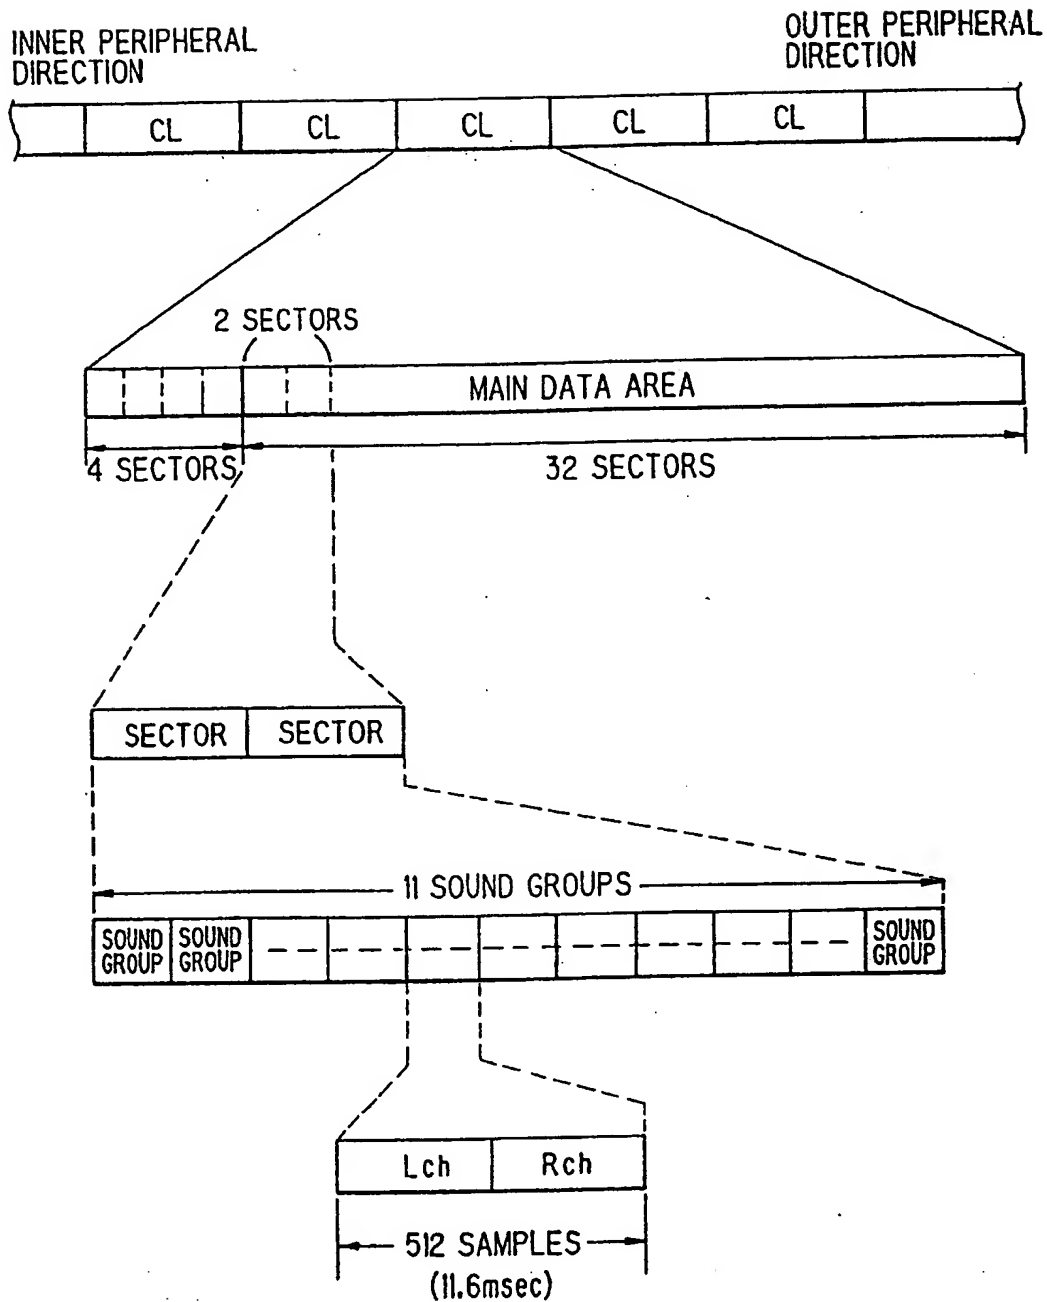 INNER PERIPHERAL
DIRECTION
OUTER PERIPHERAL
DIRECTION
CL CL CL CL CL
2 SECTORS
MAIN DATA AREA
4 SECTORS 32 SECTORS
SECTOR SECTOR
11 SOUND GROUPS
SOUND
GROUP
SOUND
GROUP
SOUND
GROUP
Lch Rch
512 SAMPLES
(11.6msec)